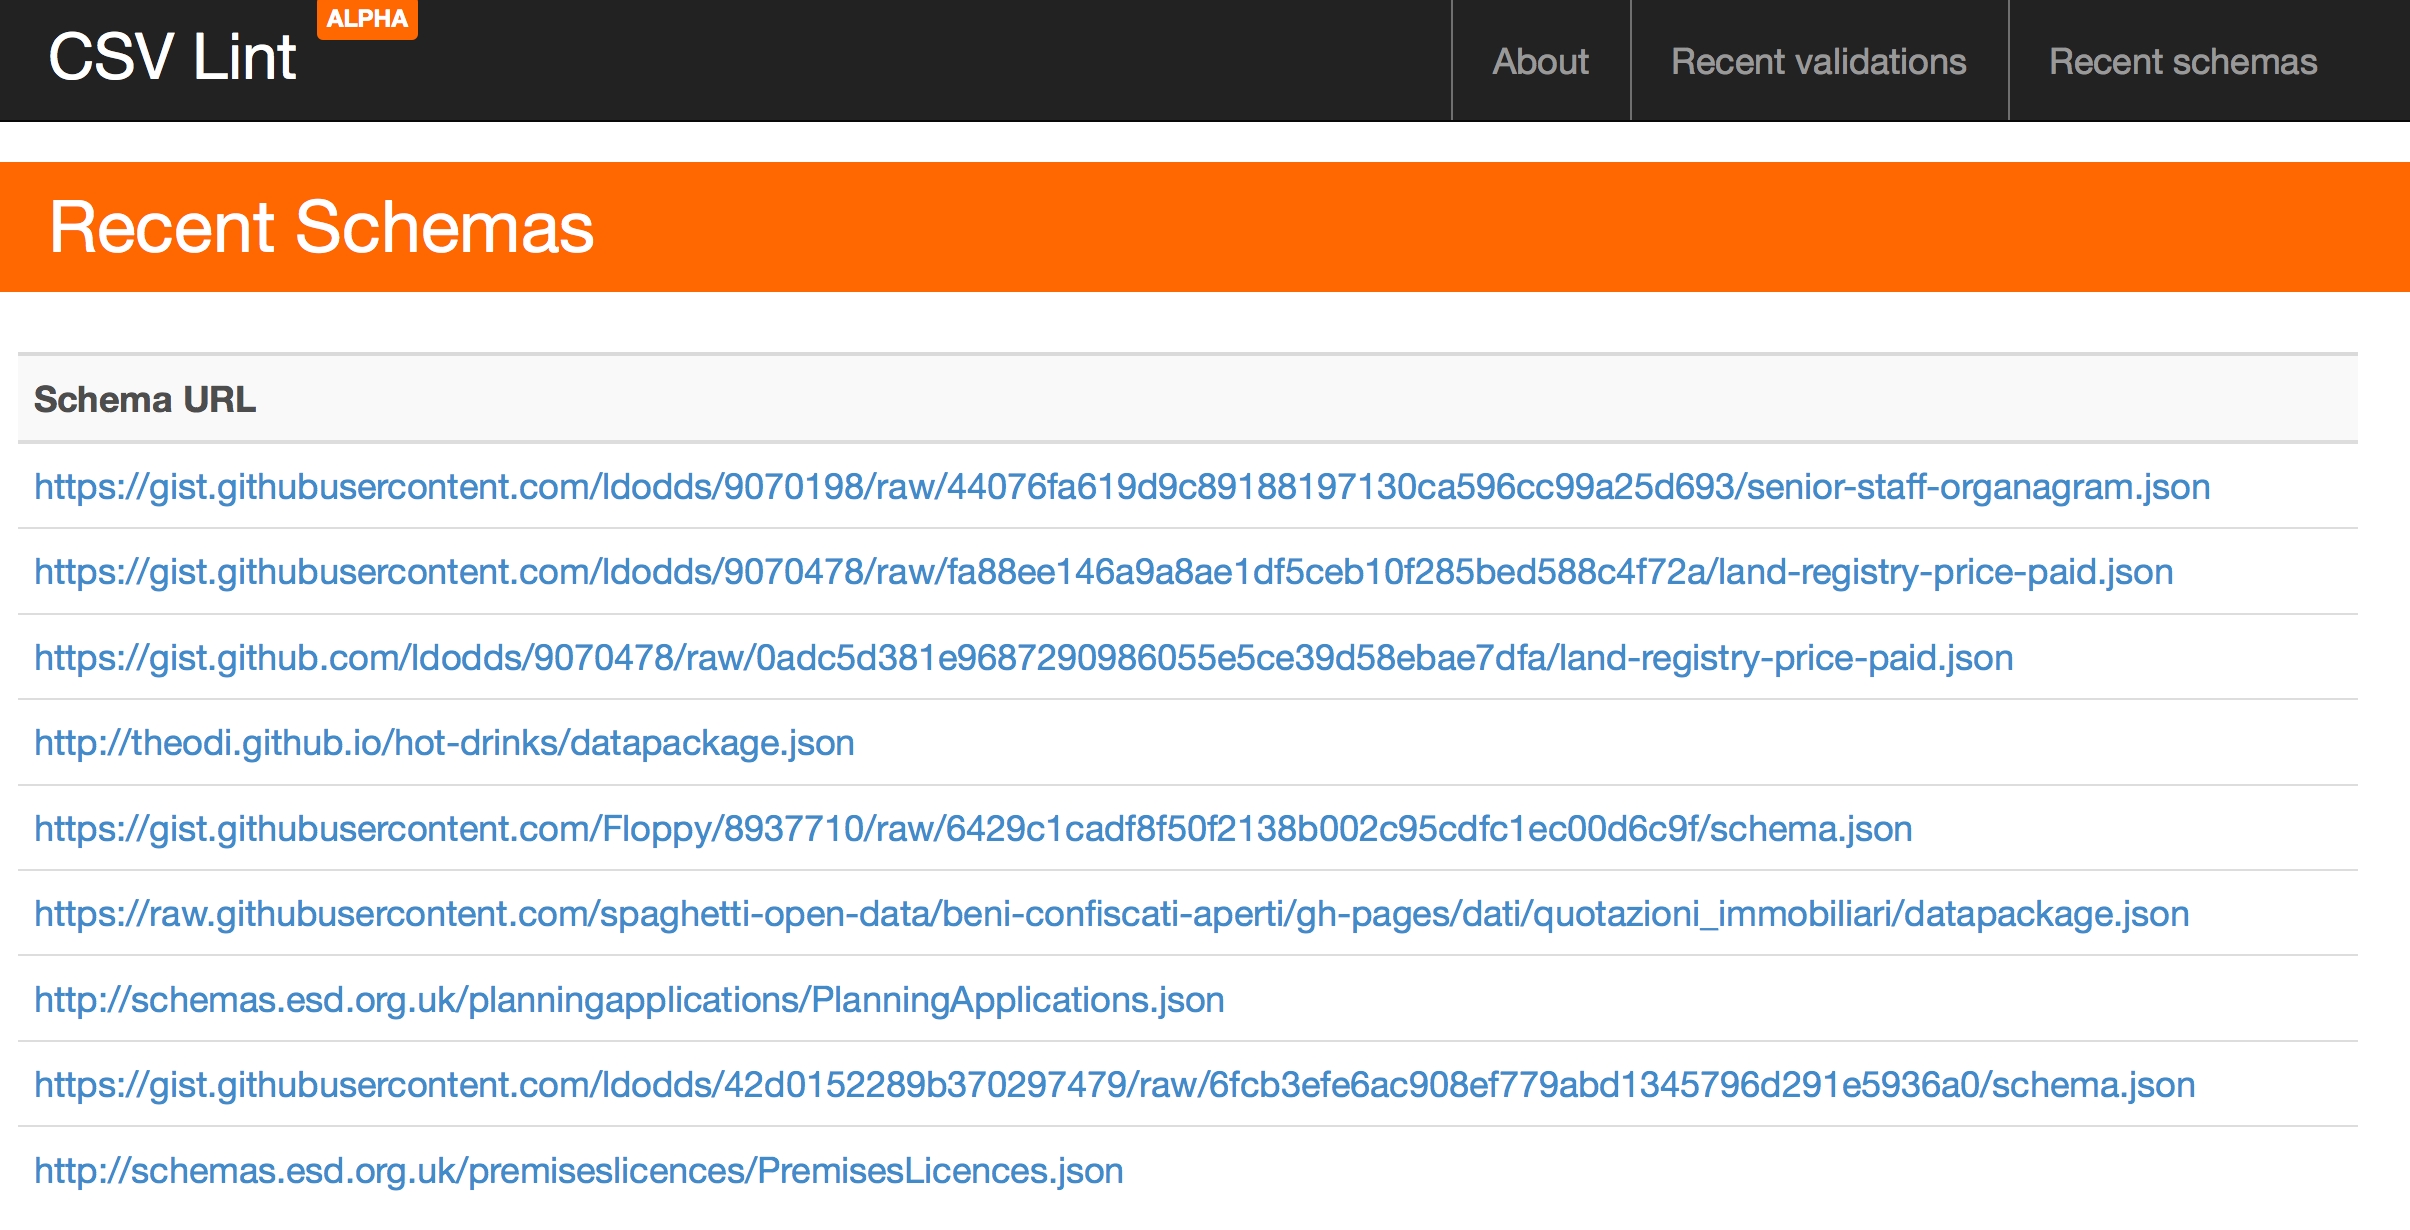 CSV Lint ALPHA
About Recent validations Recent schemas
Recent Schemas
Schema URL
https://gist.githubusercontent.com/ldodds/9070198/raw/44076fa619d9c89188197130ca596cc99a25d693/senior-staff-organagram.json
https://gist.githubusercontent.com/ldodds/9070478/raw/fa88ee146a9a8ae1df5ceb10f285bed588c4f72a/land-registry-price-paid.json
https://gist.github.com/ldodds/9070478/raw/0adc5d381e9687290986055e5ce39d58ebae7dfa/land-registry-price-paid.json
http://theodi.github.io/hot-drinks/datapackage.json
https://gist.githubusercontent.com/Floppy/8937710/raw/6429c1cadf8f50f2138b002c95cdfc1ec00d6c9f/schema.json
https://raw.githubusercontent.com/spaghetti-open-data/beni-confiscati-aperti/gh-pages/dati/quotazioni_immobiliari/datapackage.json
http://schemas.esd.org.uk/planningapplications/PlanningApplications.json
https://gist.githubusercontent.com/ldodds/42d0152289b370297479/raw/6fcb3efe6ac908ef779abd1345796d291e5936a0/schema.json
http://schemas.esd.org.uk/premiseslicences/PremisesLicences.json